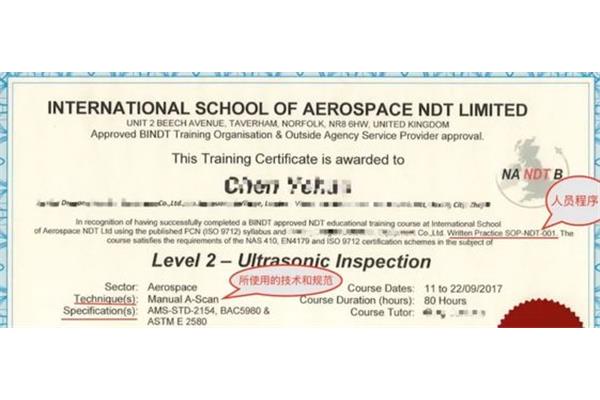 INTERNATIONAL SCHOOL OF AEROSPACE NDT LIMITED
UNIT 2 BEECH AVENUE, TAVERHAM, NORFOLK, NR8 6HW, UNITED KINGDOM
Approved BINDT Training Organisation & Outside Agency Service Provider approval.
This Training Certificate is awarded to
NA NDT B
人员程序
In recognition of having successfully completed a BINDT approved NDT educational training course at International School
of Aerospace NDT Ltd using the published PCN (ISO 9712) syllabus and Co.,Ltd. Written Practice SOP-NDT-001. The
course satisfies the requirements of the NAS 410, EN4179 and ISO 9712 certification schemes in the subject of
Level 2 – Ultrasonic Inspection
所使用的技术和规范
Sector: Aerospace Course Dates: 11 to 22/09/2017
Technique(s): Manual A-Scan Course Duration (hours): 80 Hours
Specification(s): AMS-STD-2154, BAC5980 & Course Tutor:
ASTM E 2580